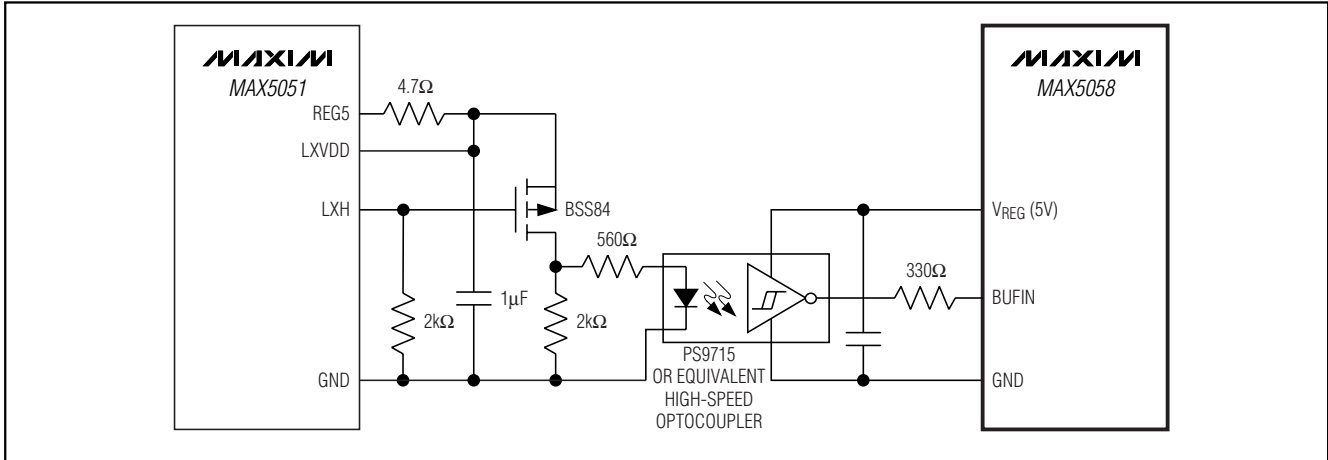 MAXIM
MAX5051
REG5
LXVDD
LXH
GND
4.7Ω
BSS84
560Ω
2kΩ
1μF
2kΩ
PS9715
OR EQUIVALENT
HIGH-SPEED
OPTOCOUPLER
330Ω
MAXIM
MAX5058
VREG (5V)
BUFIN
GND